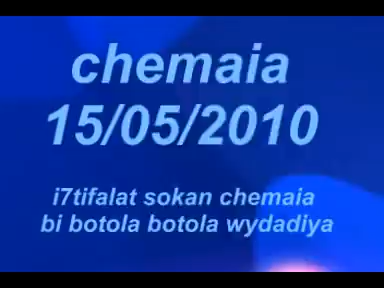 chemaia
15/05/2010
i7tifalat sokan chemaia
bi botola botola wydadiya